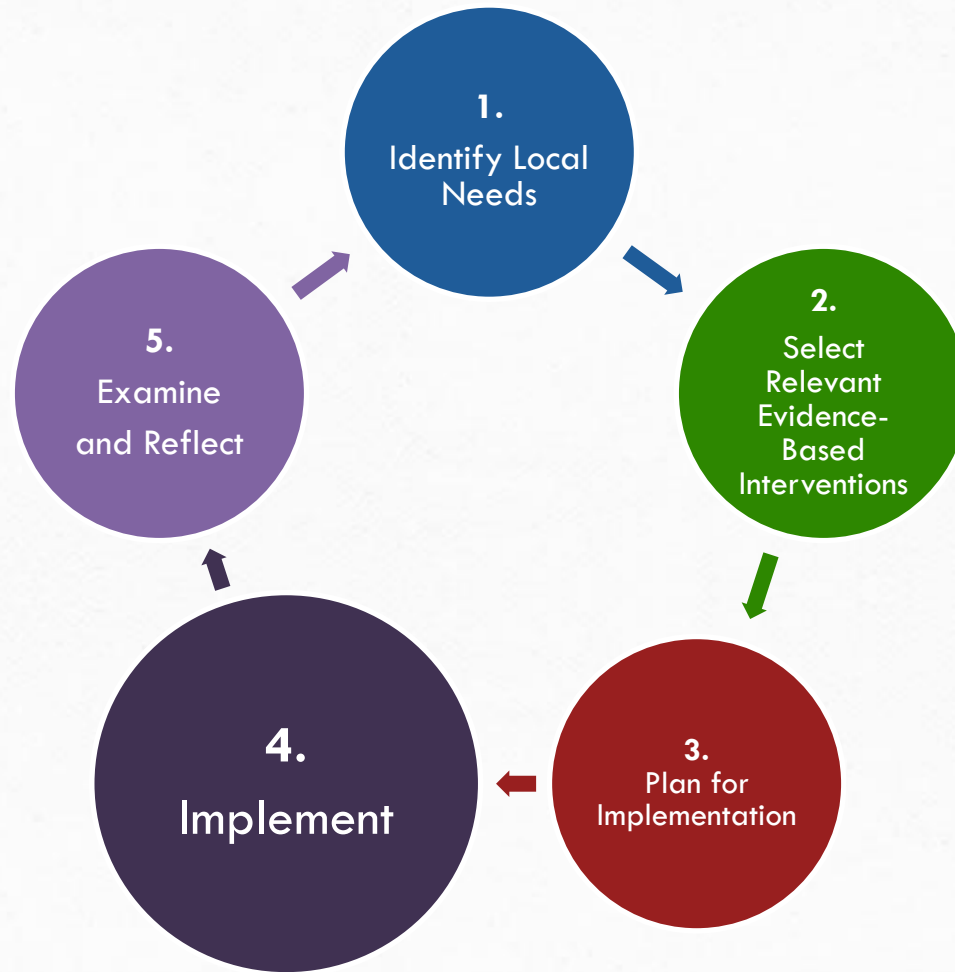 1.
Identify Local
Needs
2.
Select
Relevant
Evidence-
Based
Interventions
3.
Plan for
Implementation
4.
Implement
5.
Examine
and Reflect